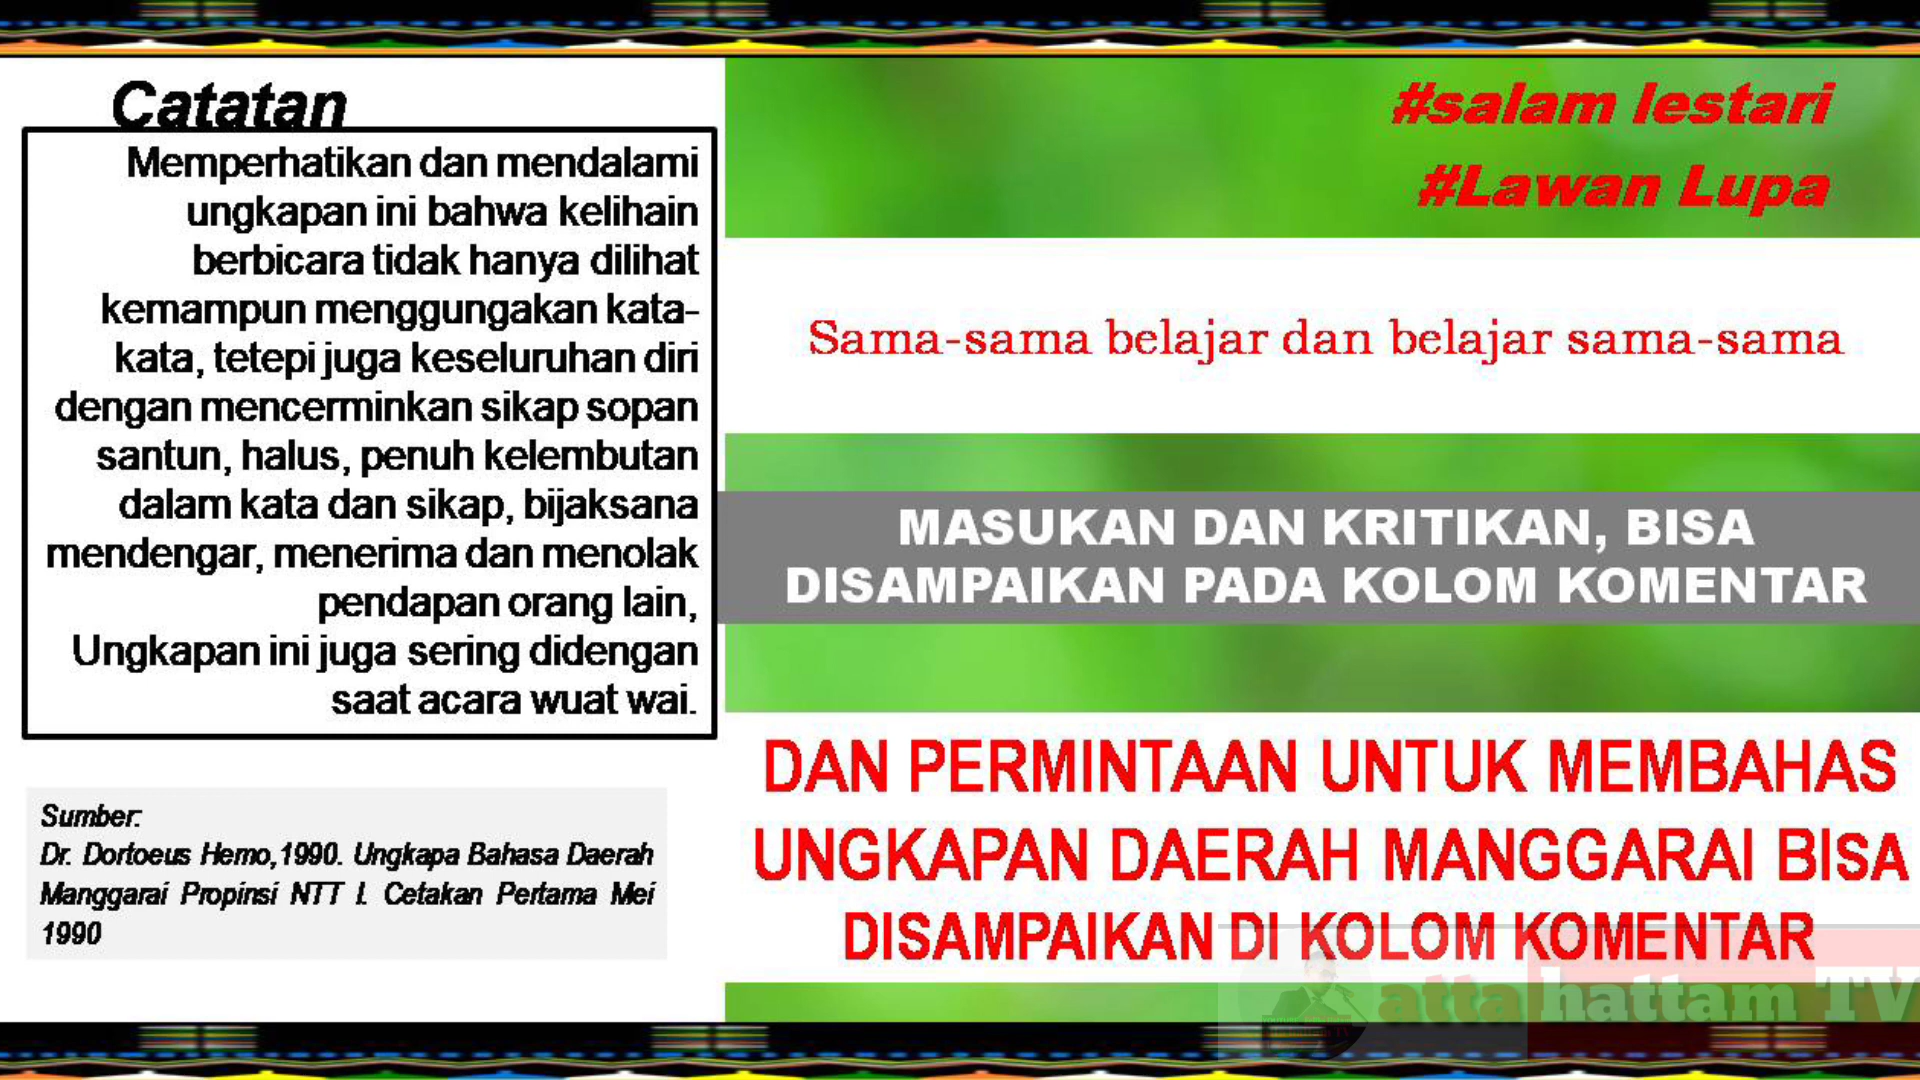 Catatan
Memperhatikan dan mendalami
ungkapan ini bahwa kelihain
berbicara tidak hanya dilihat
kemampun menggungakan kata-
kata, tetepi juga keseluruhan diri
dengan mencerminkan sikap sopan
santun, halus, penuh kelembutan
dalam kata dan sikap, bijaksana
mendengar, menerima dan menolak
pendapan orang lain,
Ungkapan ini juga sering didengan
saat acara wuat wai.
Sumber:
Dr. Dortoeus Hemo,1990. Ungkapa Bahasa Daerah
Manggarai Propinsi NTT I. Cetakan Pertama Mei
1990
#salam lestari
#Lawan Lupa
Sama-sama belajar dan belajar sama-sama
MASUKAN DAN KRITIKAN, BISA
DISAMPAIKAN PADA KOLOM KOMENTAR
DAN PERMINTAAN UNTUK MEMBAHAS
UNGKAPAN DAERAH MANGGARAI BISA
DISAMPAIKAN DI KOLOM KOMENTAR
atta hattam TV